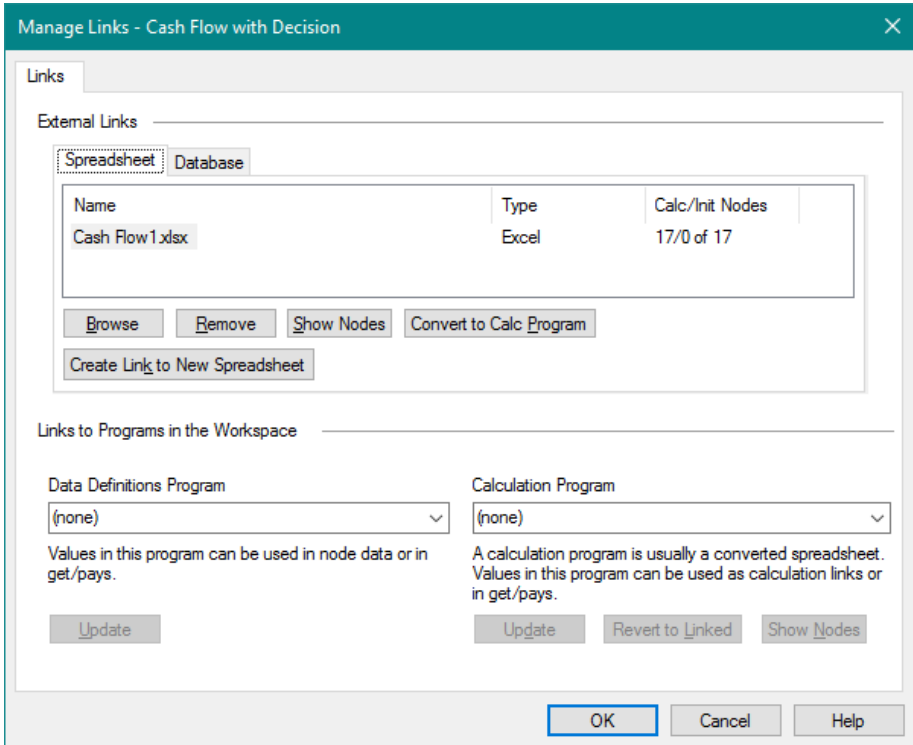 Manage Links - Cash Flow with Decision
Links
External Links
Spreadsheet Database
Name Type Calc/Init Nodes
Cash Flow1.xlsx Excel 17/0 of 17
Browse Remove Show Nodes Convert to Calc Program
Create Link to New Spreadsheet
Links to Programs in the Workspace
Data Definitions Program
(none)
Values in this program can be used in node data or in
get/pays.
Update
Calculation Program
(none)
A calculation program is usually a converted spreadsheet.
Values in this program can be used as calculation links or
in get/pays.
Update Revert to Linked Show Nodes
OK Cancel Help